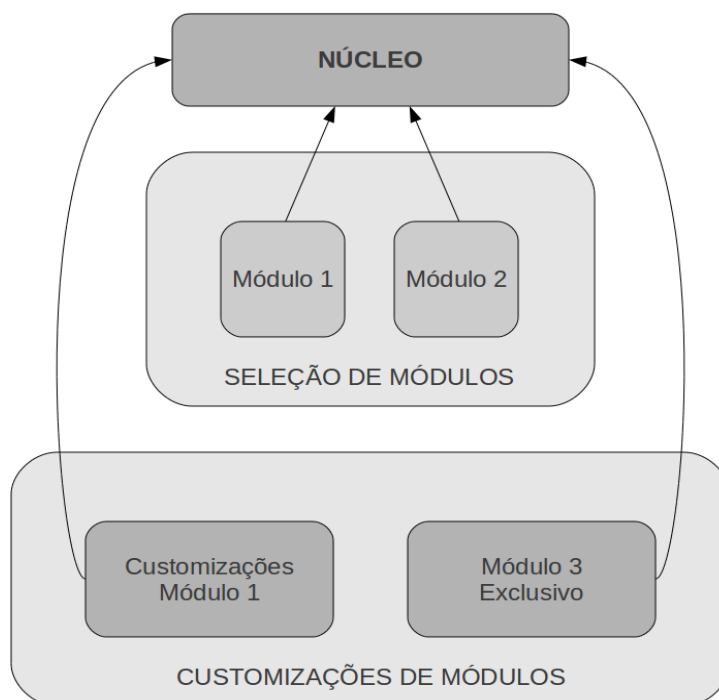 NÚCLEO
Módulo 1
Módulo 2
SELEÇÃO DE MÓDULOS
Customizações
Módulo 1
Módulo 3
Exclusivo
CUSTOMIZAÇÕES DE MÓDULOS